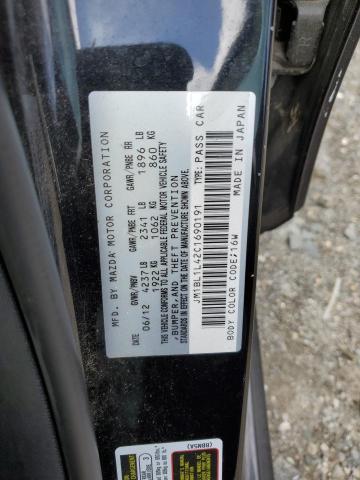 MFD. BY MAZDA MOTOR CORPORATION
GVWR/PNBV GAWR/PNBE FRT GAWR/PNBE RR
06/12 4237LB 2341 LB 1896 LB
1922 KG 1062 KG 860 KG
THIS VEHICLE CONFORMS TO ALL APPLICABLE FEDERAL MOTOR VEHICLE SAFETY
,BUMPER,AND THEFT PREVENTION
STANDARDS IN EFFECT ON THE DATE OF MANUFACTURE SHOWN ABOVE.
JM1BL1L42C1690191 TYPE:PASS CAR
BODY COLOR CODE:16W MADE IN JAPAN
(BBM5A)